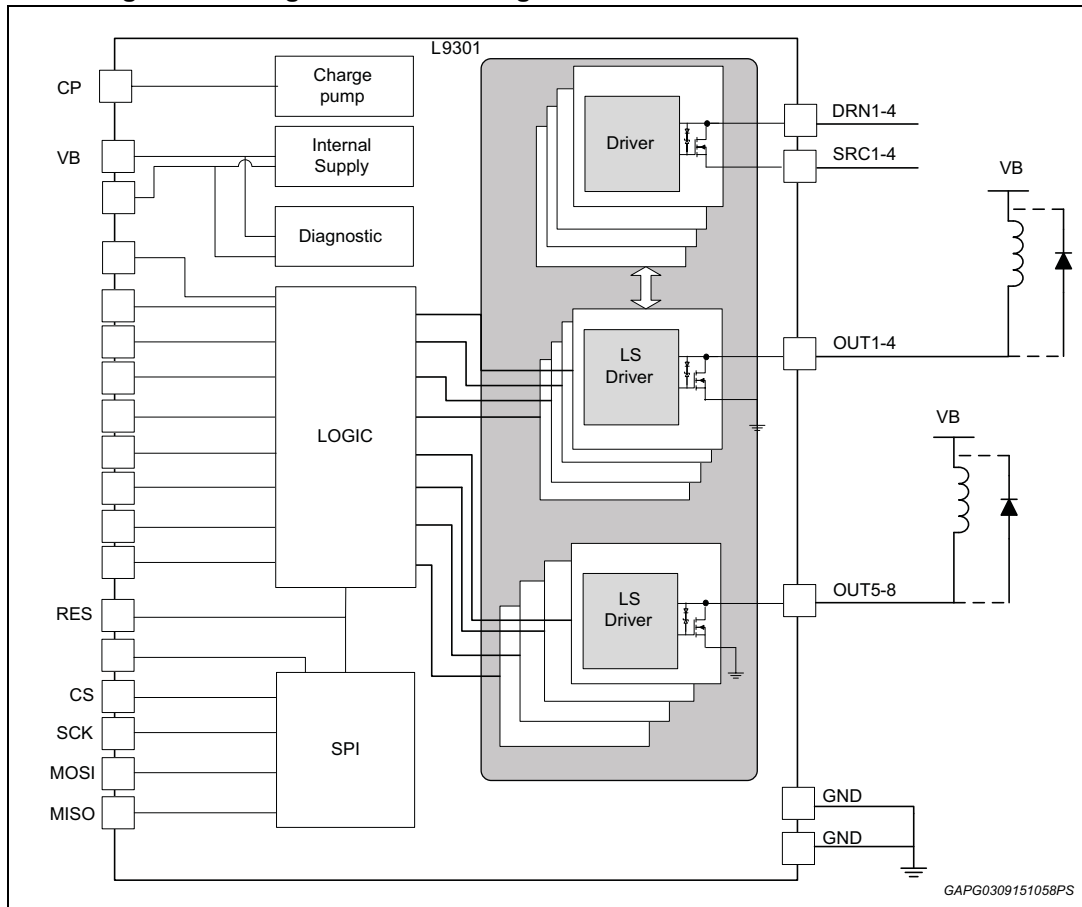 L9301
CP
Charge
pump
VB
Internal
Supply
Diagnostic
LOGIC
RES
CS
SCK
MOSI
MISO
SPI
Driver
DRN1-4
SRC1-4
VB
LS
Driver
OUT1-4
VB
LS
Driver
OUT5-8
GND
GND
GAPG0309151058PS